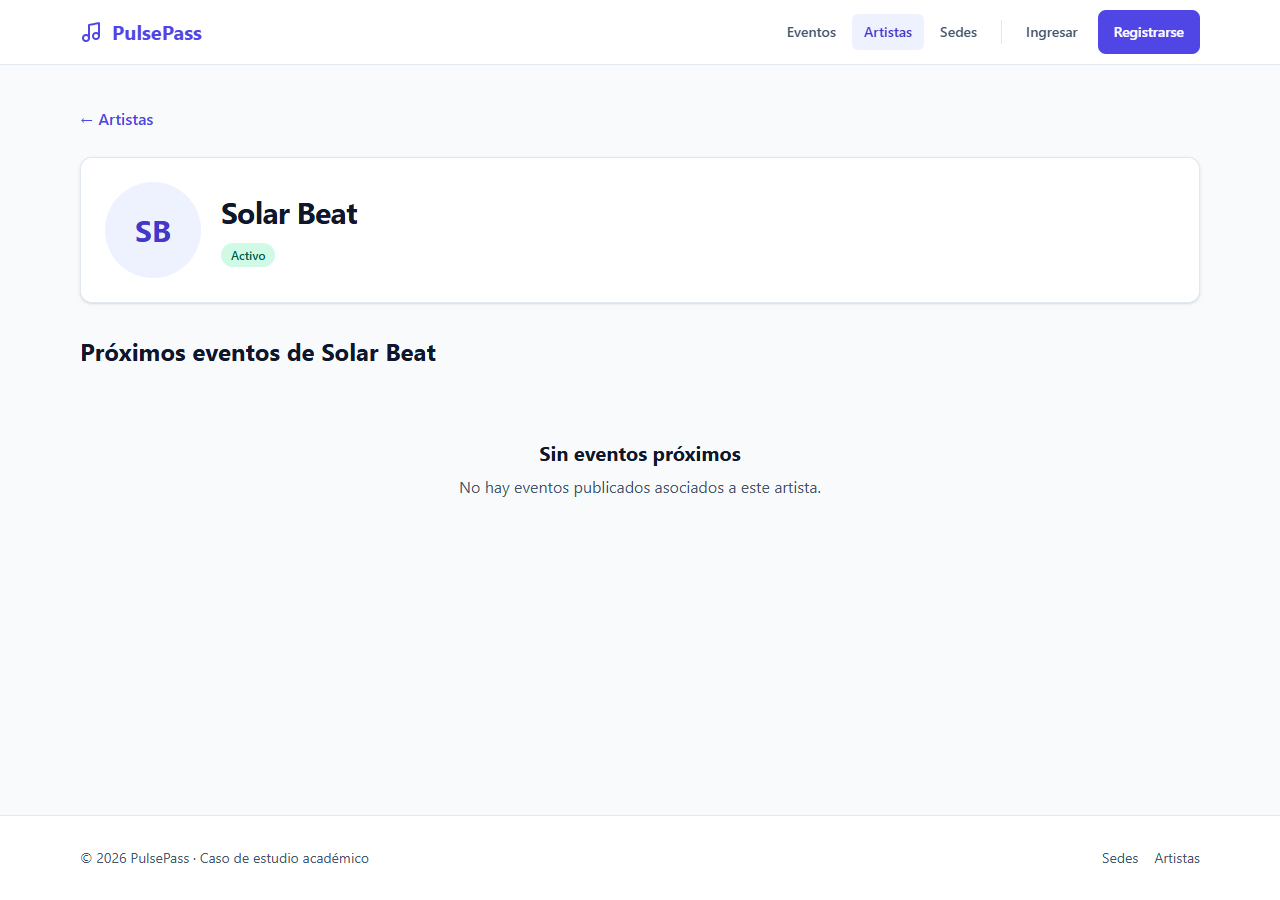 PulsePass
Eventos
Artistas
Sedes
Ingresar
Registrarse
← Artistas
SB
Solar Beat
Activo
Próximos eventos de Solar Beat
Sin eventos próximos
No hay eventos publicados asociados a este artista.
© 2026 PulsePass · Caso de estudio académico
Sedes
Artistas